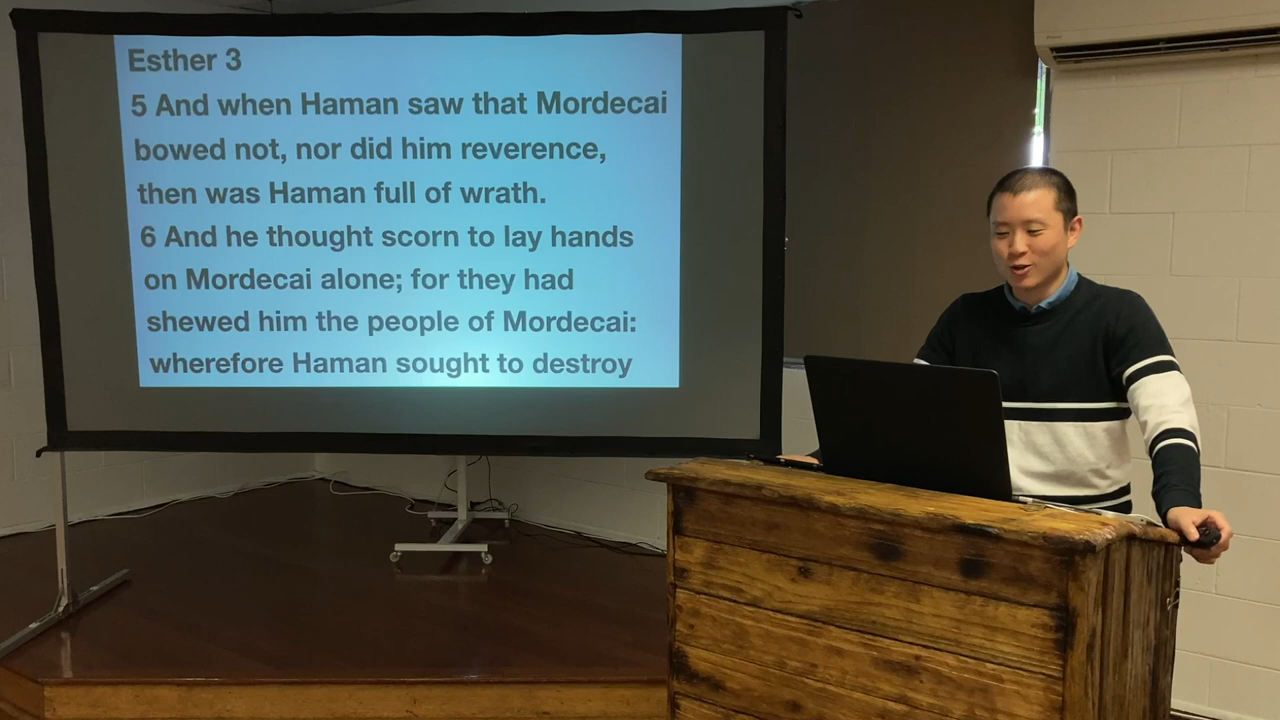 Esther 3
5 And when Haman saw that Mordecai
bowed not, nor did him reverence,
then was Haman full of wrath.
6 And he thought scorn to lay hands
on Mordecai alone; for they had
shewed him the people of Mordecai:
wherefore Haman sought to destroy